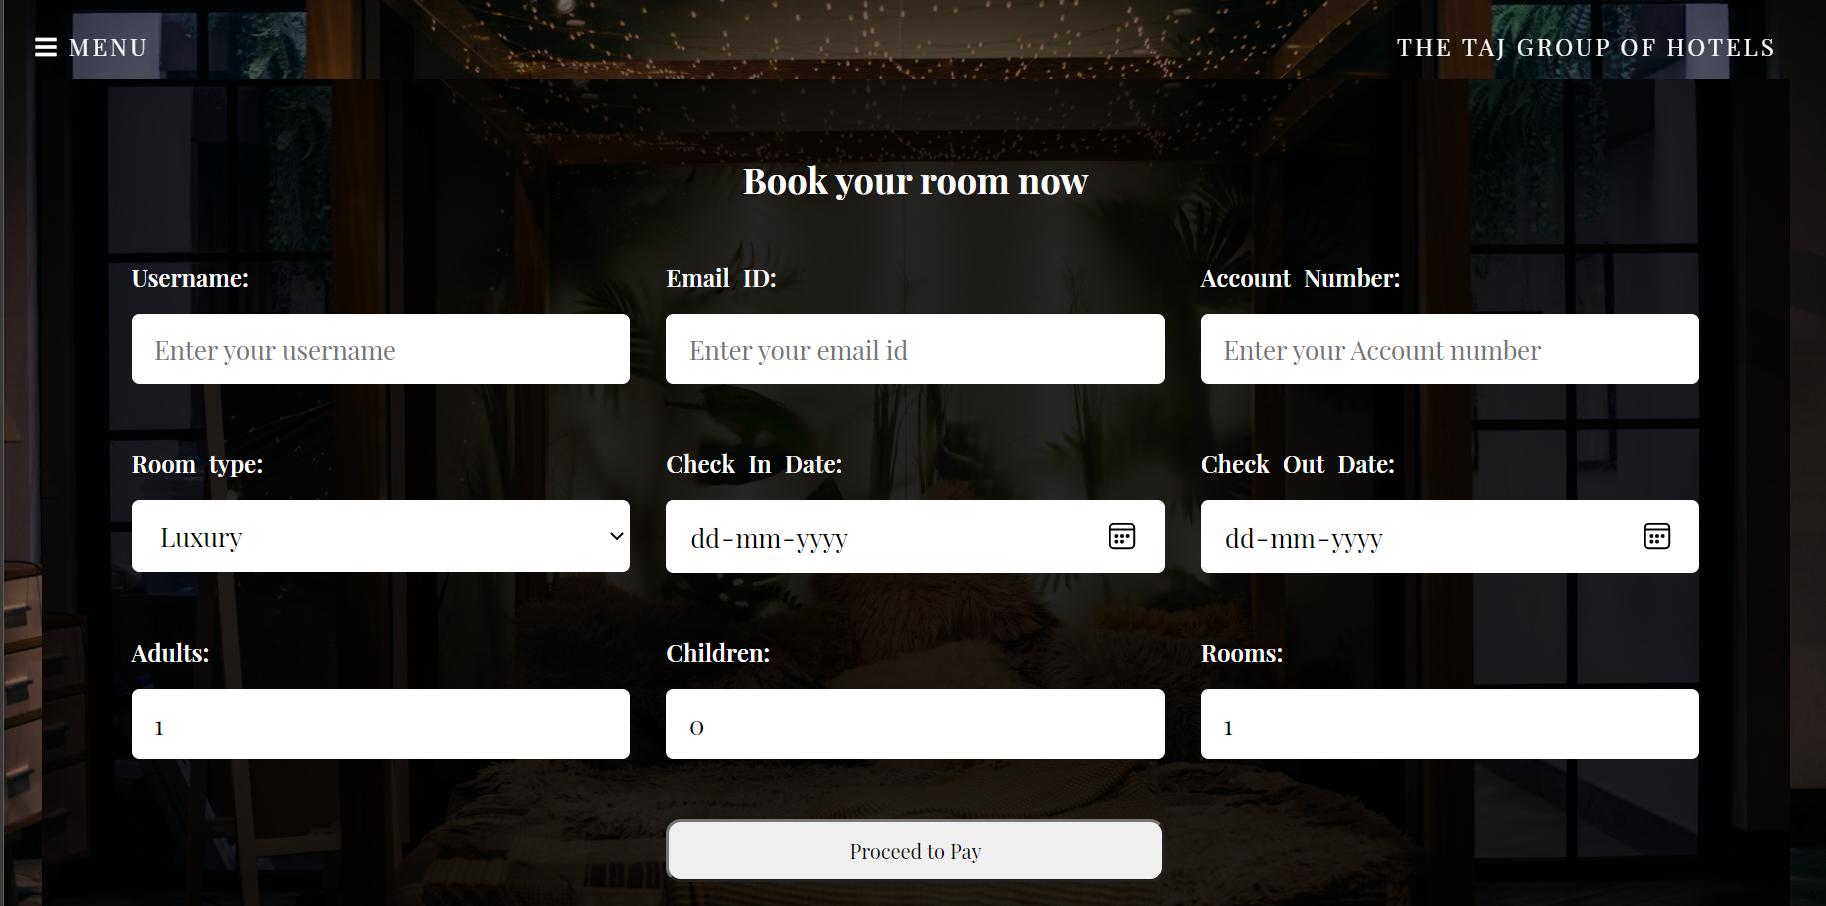 MENU
THE TAJ GROUP OF HOTELS
Book your room now
Username:
Email ID:
Account Number:
Enter your username
Enter your email id
Enter your Account number
Room type:
Check In Date:
Check Out Date:
Luxury
dd-mm-yyyy
dd-mm-yyyy
Adults:
Children:
Rooms:
1
0
1
Proceed to Pay